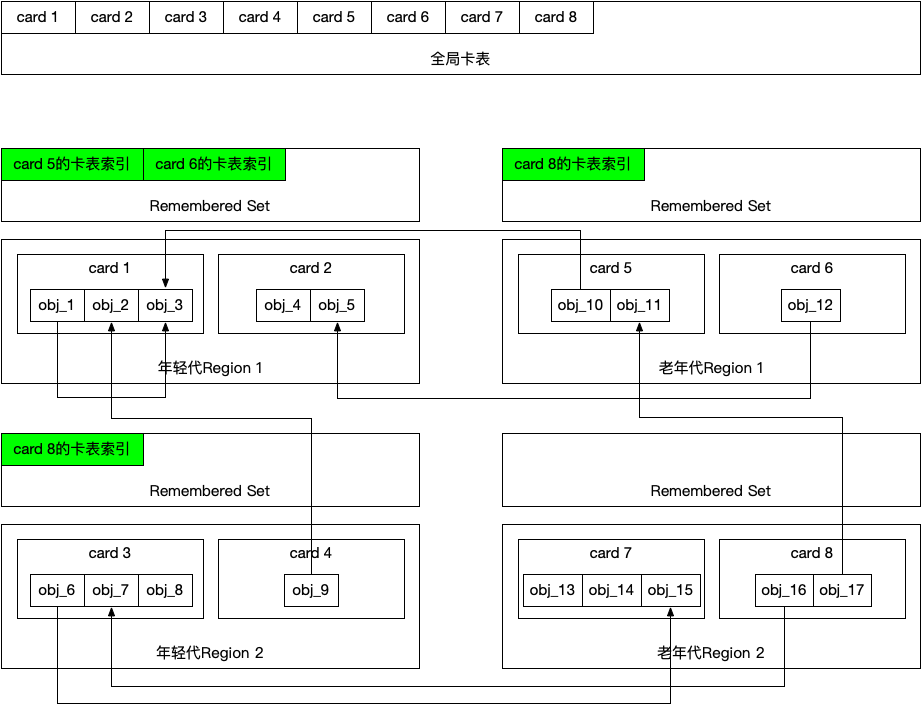 card 1 card 2 card 3 card 4 card 5 card 6 card 7 card 8
全局卡表
card 5的卡表索引 card 6的卡表索引
Remembered Set
card 8的卡表索引
Remembered Set
card 1
obj_1 obj_2 obj_3
card 2
obj_4 obj_5
年轻代Region 1
card 5
obj_10 obj_11
card 6
obj_12
老年代Region 1
card 8的卡表索引
Remembered Set
Remembered Set
card 3
obj_6 obj_7 obj_8
card 4
obj_9
年轻代Region 2
card 7
obj_13 obj_14 obj_15
card 8
obj_16 obj_17
老年代Region 2